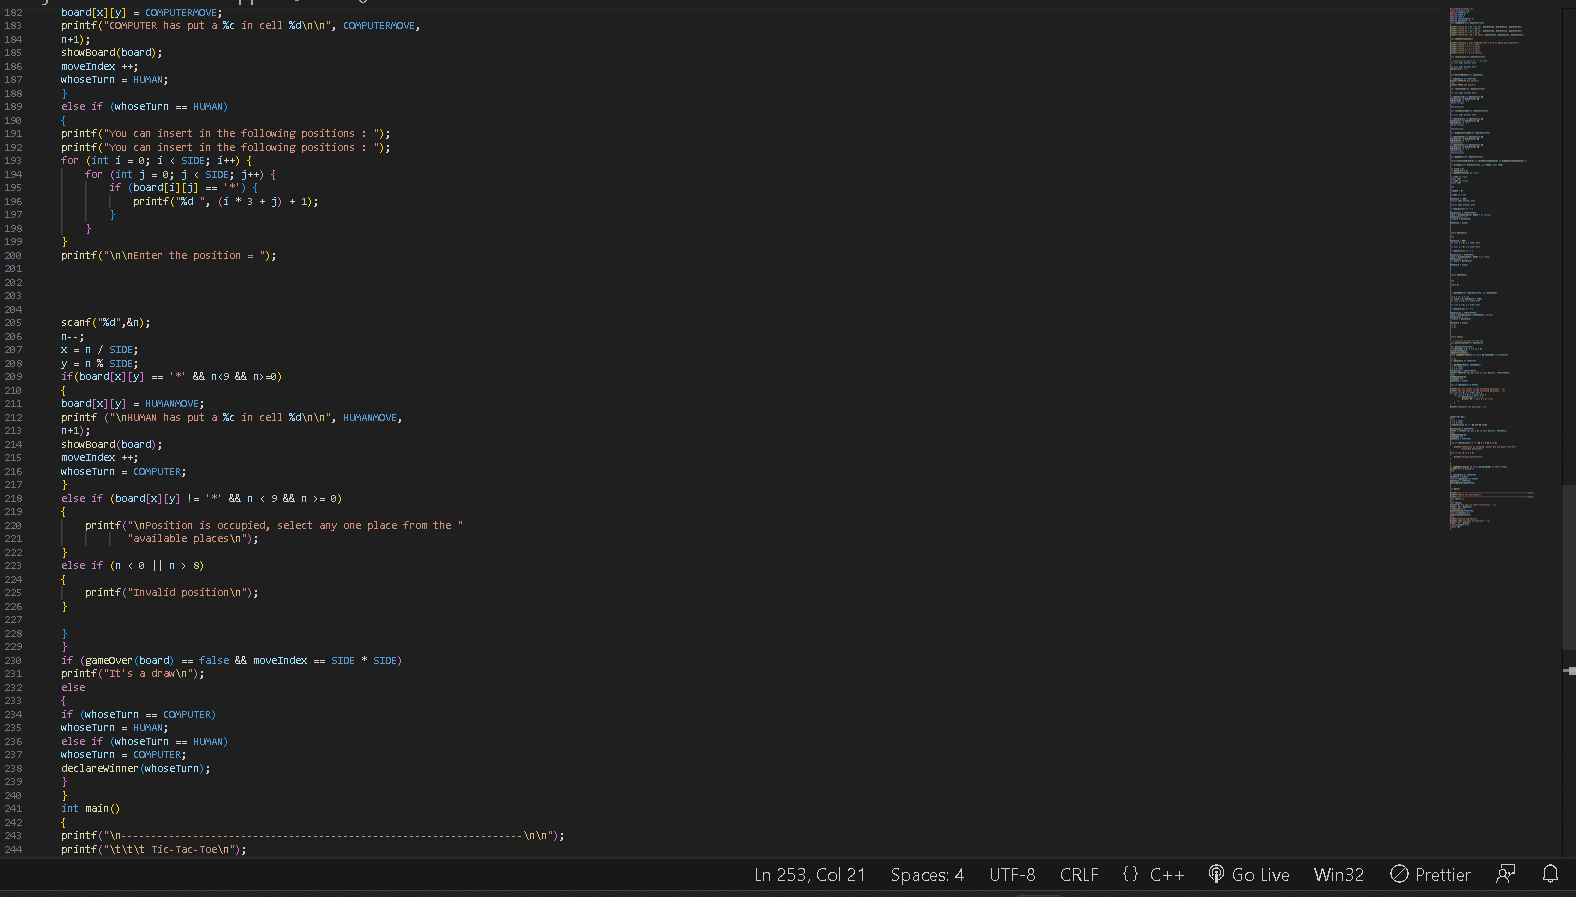 182 board[x][y] = COMPUTERMOVE;
183 printf("COMPUTER has put a %c in cell %d\n\n", COMPUTERMOVE,
184 n+1);
185 showBoard(board);
186 moveIndex ++;
187 whoseTurn = HUMAN;
188 }
189 else if (whoseTurn == HUMAN)
190 {
191 printf("You can insert in the following positions : ");
192 printf("You can insert in the following positions : ");
193 for (int i = 0; i < SIDE; i++) {
194 for (int j = 0; j < SIDE; j++) {
195 if (board[i][j] == '*') {
196 printf("%d ", (i * 3 + j) + 1);
197 }
198 }
199 }
200 printf("\n\nEnter the position = ");
201
202
203
204
205 scanf("%d",&n);
206 n--;
207 x = n / SIDE;
208 y = n % SIDE;
209 if(board[x][y] == '*' && n<9 && n>=0)
210 {
211 board[x][y] = HUMANMOVE;
212 printf ("\nHUMAN has put a %c in cell %d\n\n", HUMANMOVE,
213 n+1);
214 showBoard(board);
215 moveIndex ++;
216 whoseTurn = COMPUTER;
217 }
218 else if (board[x][y] != '*' && n < 9 && n >= 0)
219 {
220 printf("\nPosition is occupied, select any one place from the "
221 "available places\n");
222 }
223 else if (n < 0 || n > 8)
224 {
225 printf("Invalid position\n");
226 }
227
228 }
229 }
230 if (gameOver(board) == false && moveIndex == SIDE * SIDE)
231 printf("It's a draw\n");
232 else
233 {
234 if (whoseTurn == COMPUTER)
235 whoseTurn = HUMAN;
236 else if (whoseTurn == HUMAN)
237 whoseTurn = COMPUTER;
238 declareWinner(whoseTurn);
239 }
240 }
241 int main()
242 {
243 printf("\n-------------------------------------------------------------------\n\n");
244 printf("\t\t\t Tic-Tac-Toe\n");
Ln 253, Col 21 Spaces: 4 UTF-8 CRLF {} C++ Go Live Win32 Prettier